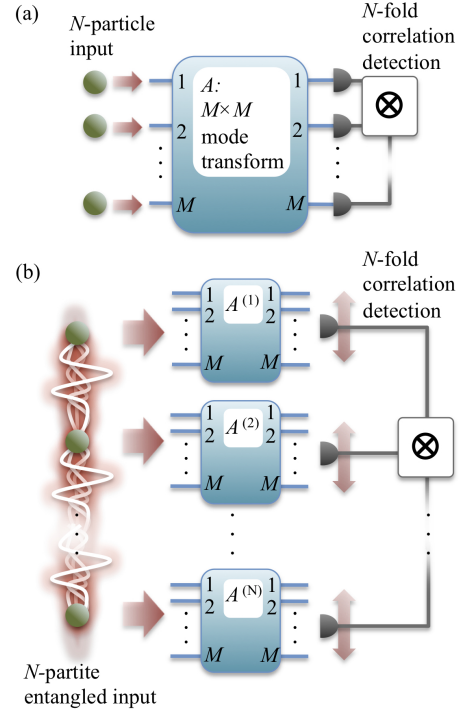 (a)
N-particle
input
N-fold
correlation
detection
1
2
M
A:
M× M
mode
transform
1
2
M
⊗
(b)
N-fold
correlation
detection
1
2
M
A (1)
1
2
M
1
2
M
A (2)
1
2
M
⊗
1
2
M
A (N)
1
2
M
N-partite
entangled input